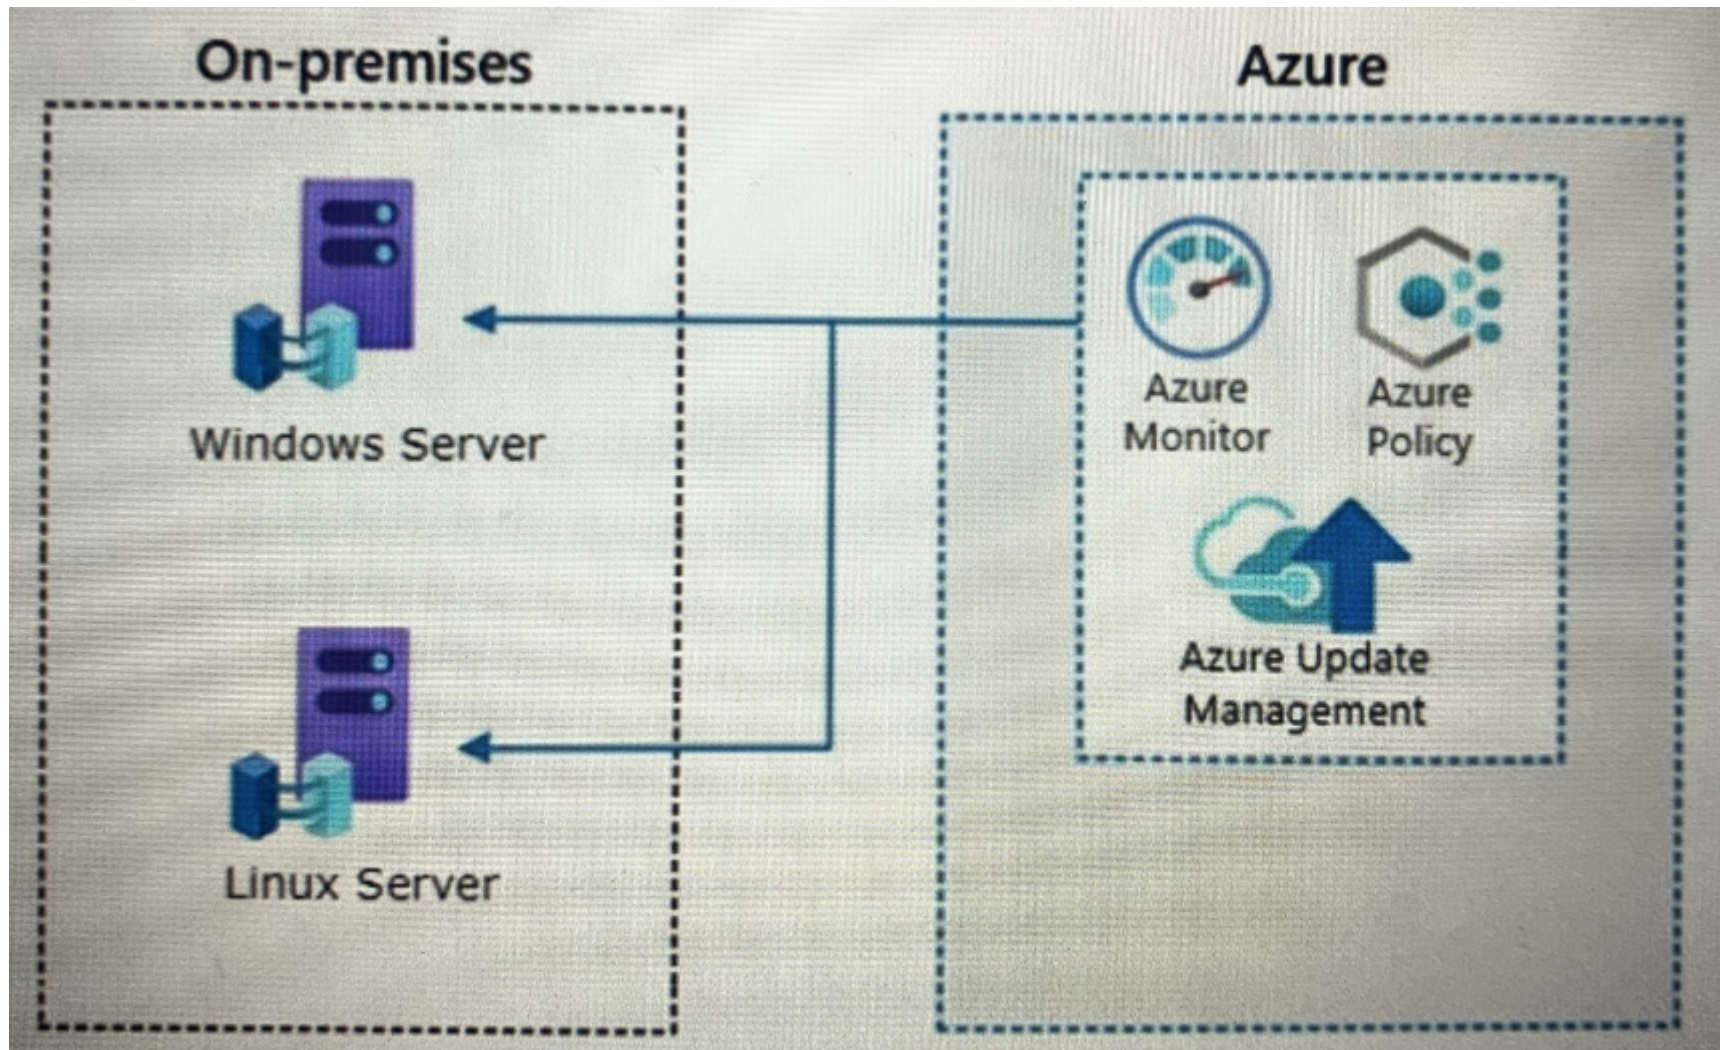 On-premises
Azure
Windows Server
Linux Server
Azure
Monitor
Azure
Policy
Azure Update
Management